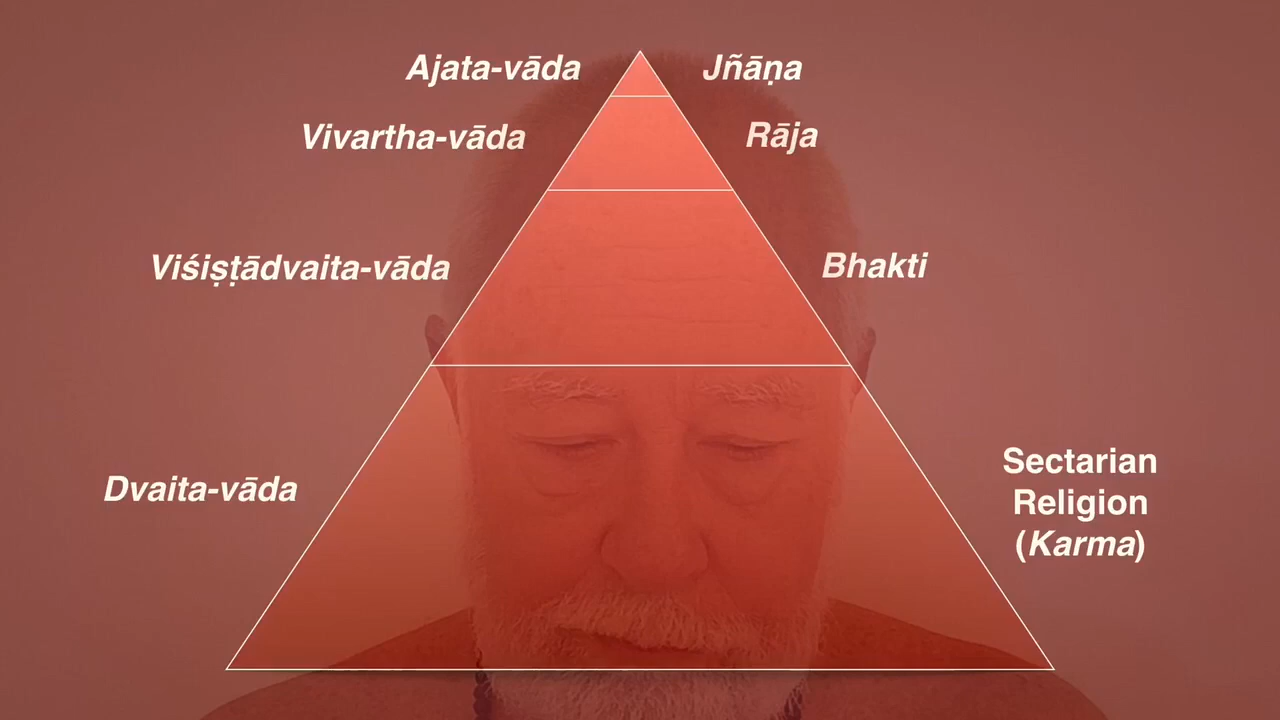 Ajata-vāda
Jñāṇa
Vivartha-vāda
Rāja
Viśiṣṭādvaita-vāda
Bhakti
Dvaita-vāda
Sectarian
Religion
(Karma)